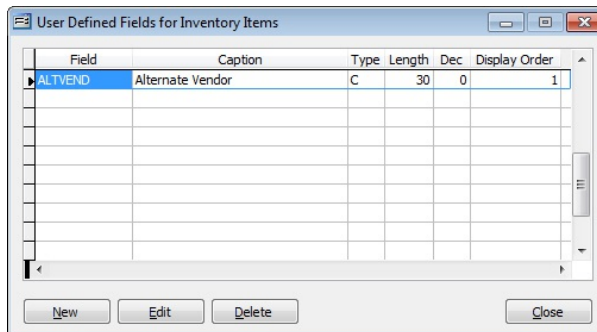 User Defined Fields for Inventory Items
Field Caption Type Length Dec Display Order
ALTVEND Alternate Vendor C 30 0 1
New Edit Delete Close